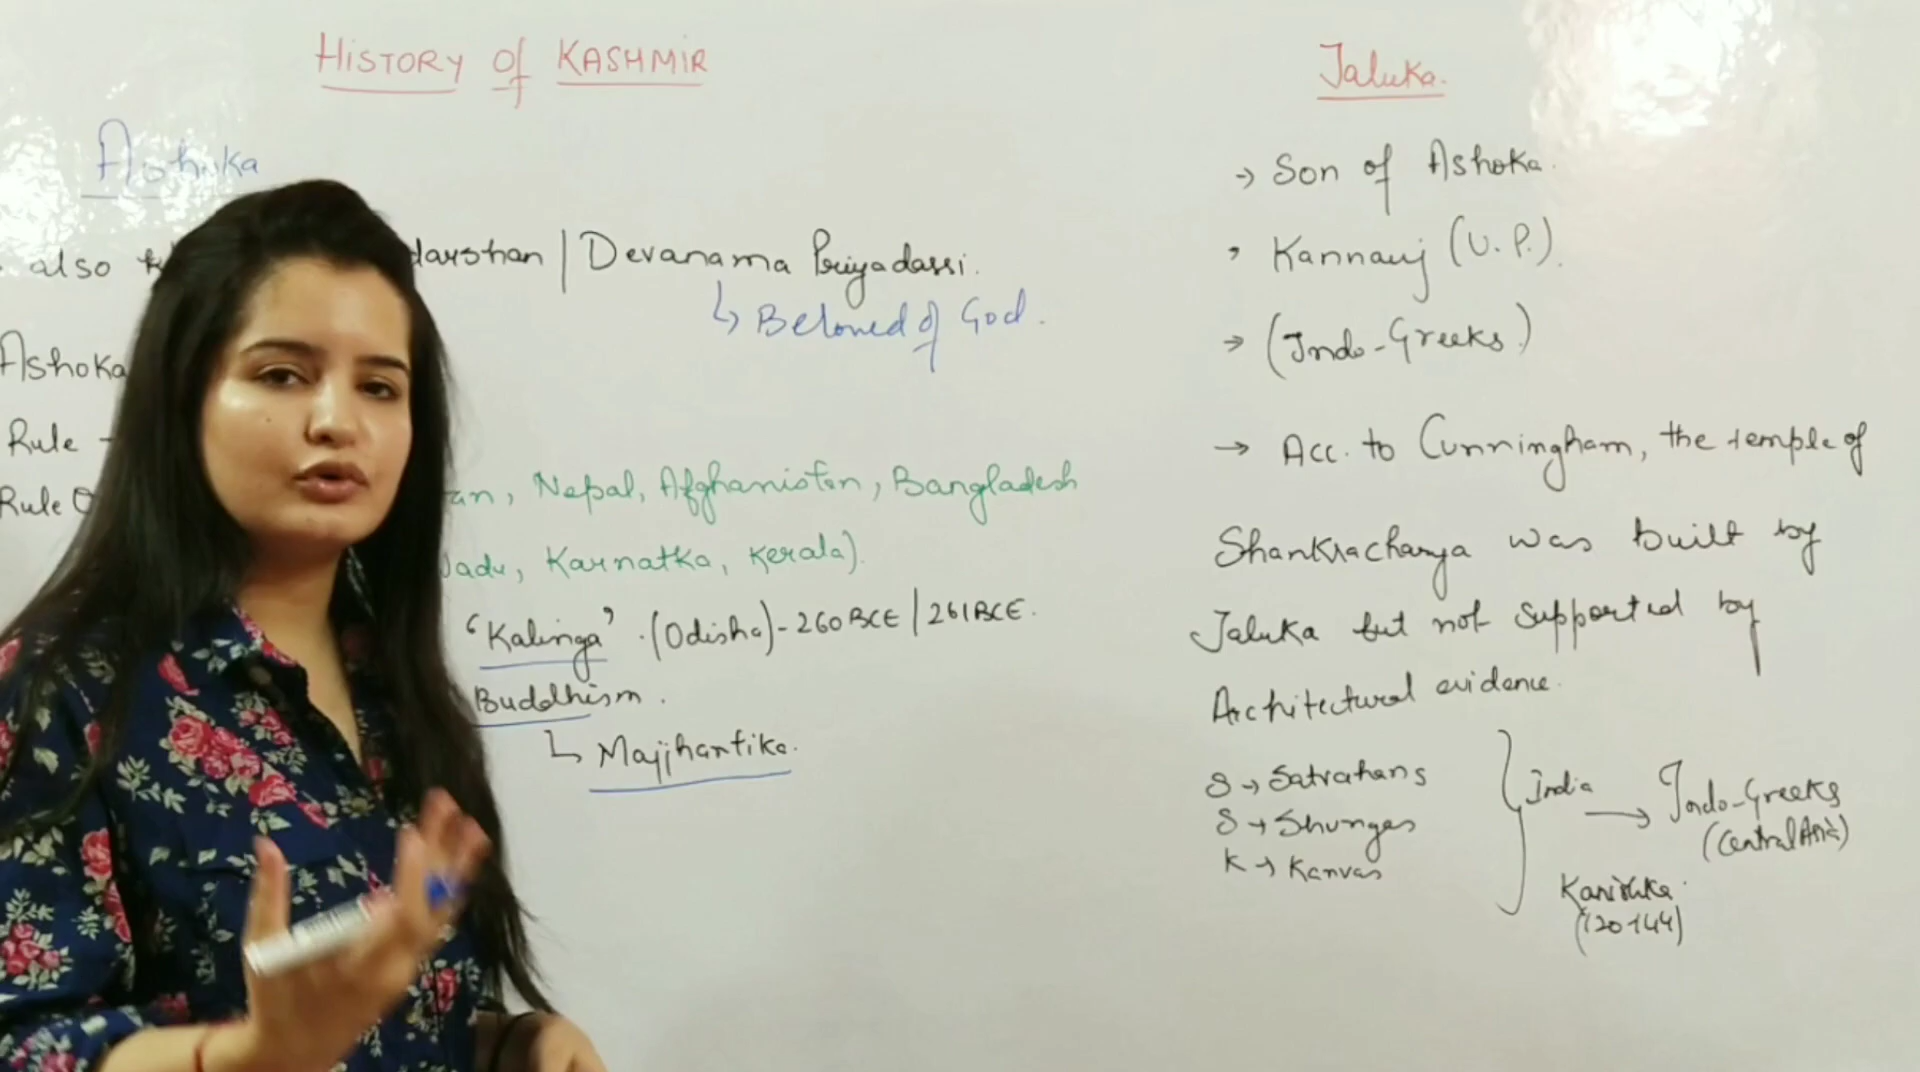 HISTORY of KASHMIR
Ashoka
also
darshan | Devanama Priyadassi.
↳ Beloved of God.
Ashoka
Rule -
Rule O
an, Nepal, Afghanistan, Bangladesh
Nadu, Karnatka, Kerala).
'Kalinga' . (Odisha) - 260 BCE | 261 BCE.
Buddhism.
↳ Majjhantika.
Jaluka.
→ Son of Ashoka.
Kannauj (U.P.).
→ (Indo-Greeks)
→ Acc. to Cunningham, the temple of
Shankracharya was built by
Jaluka but not supported by
Architectural evidence.
S → Satvahans
S → Shungas
K → Kanvas
India → Indo-Greeks
(Central Asia)
Kanishka
(120-144)